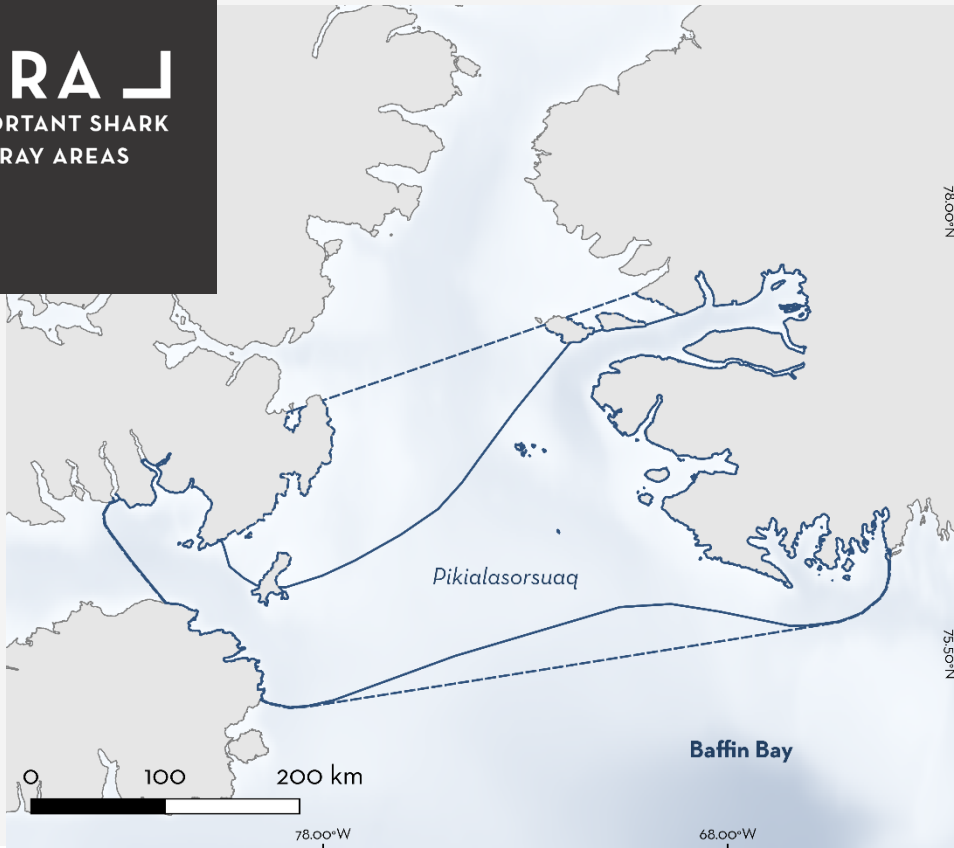 RA
ORTANT SHARK
RAY AREAS
78.00°N
Pikialasorsuaq
75.50°N
Baffin Bay
0 100 200 km
78.00°W 68.00°W